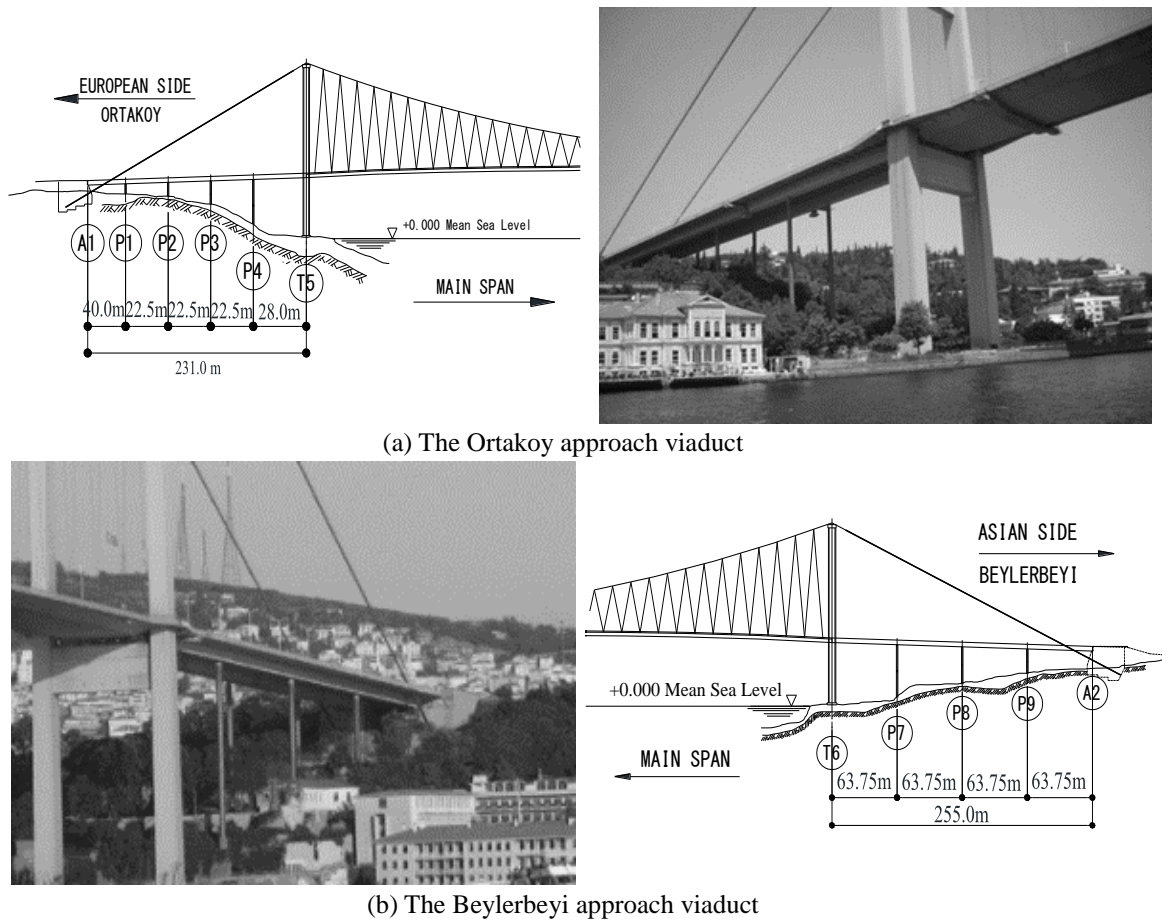 EUROPEAN SIDE
ORTAKOY
+0.000 Mean Sea Level
A1 P1 P2 P3 P4 T5
MAIN SPAN
40.0m 22.5m 22.5m 22.5m 28.0m
231.0 m
(a) The Ortakoy approach viaduct
ASIAN SIDE
BEYLERBEYI
+0.000 Mean Sea Level
T6 P7 P8 P9 A2
MAIN SPAN
63.75m 63.75m 63.75m 63.75m
255.0m
(b) The Beylerbeyi approach viaduct